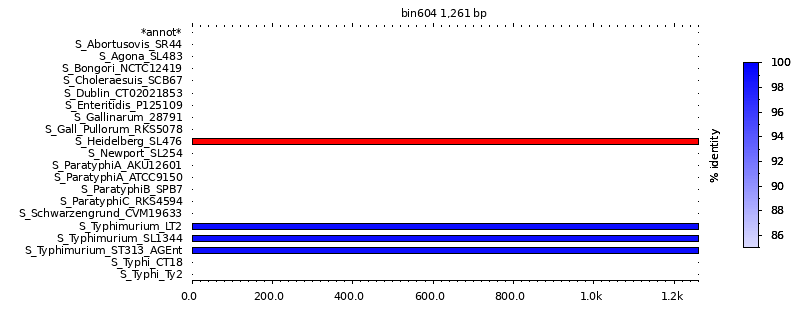 bin604 1,261 bp
*annot*
S_Abortusovis_SR44
S_Agona_SL483
S_Bongori_NCTC12419
S_Choleraesuis_SCB67
S_Dublin_CT02021853
S_Enteritidis_P125109
S_Gallinarum_28791
S_Gall_Pullorum_RKS5078
S_Heidelberg_SL476
S_Newport_SL254
S_ParatyphiA_AKU12601
S_ParatyphiA_ATCC9150
S_ParatyphiB_SPB7
S_ParatyphiC_RKS4594
S_Schwarzengrund_CVM19633
S_Typhimurium_LT2
S_Typhimurium_SL1344
S_Typhimurium_ST313_AGEnt
S_Typhi_CT18
S_Typhi_Ty2
0.0 200.0 400.0 600.0 800.0 1.0k 1.2k
% identity
100
98
96
94
92
90
88
86